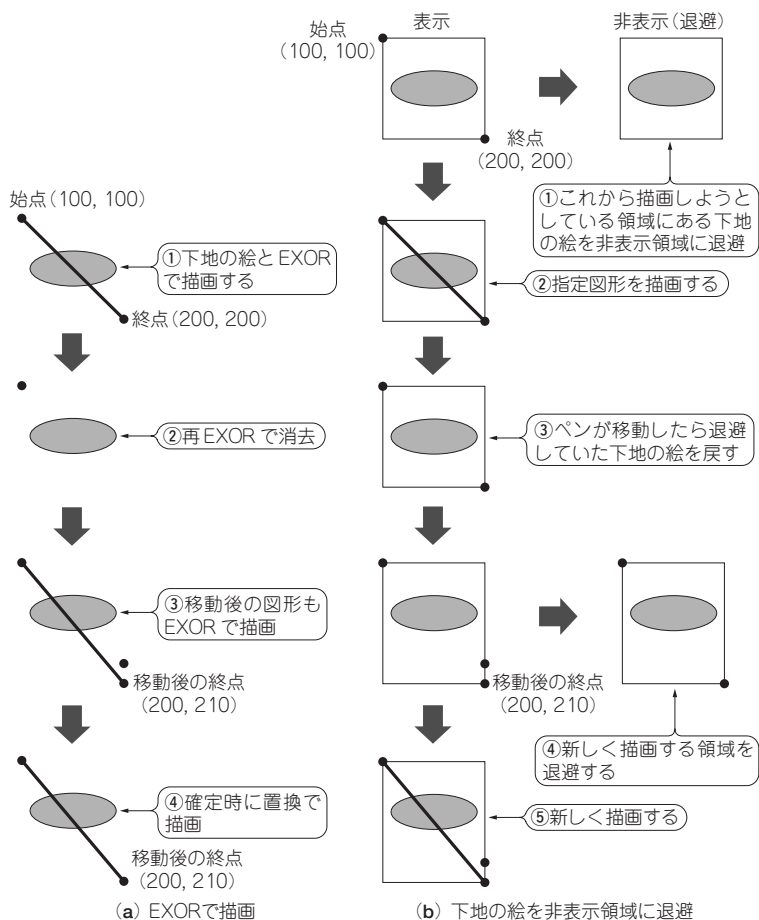 表示
非表示(退避)
始点
(100, 100)
終点
(200, 200)
①これから描画しようと
している領域にある下地
の絵を非表示領域に退避
始点(100, 100)
①下地の絵とEXOR
で描画する
終点(200, 200)
②指定図形を描画する
②再EXORで消去
③ペンが移動したら退避
していた下地の絵を戻す
③移動後の図形も
EXORで描画
移動後の終点
(200, 210)
移動後の終点
(200, 210)
④新しく描画する領域を
退避する
④確定時に置換で
描画
⑤新しく描画する
移動後の終点
(200, 210)
(a) EXORで描画
(b) 下地の絵を非表示領域に退避